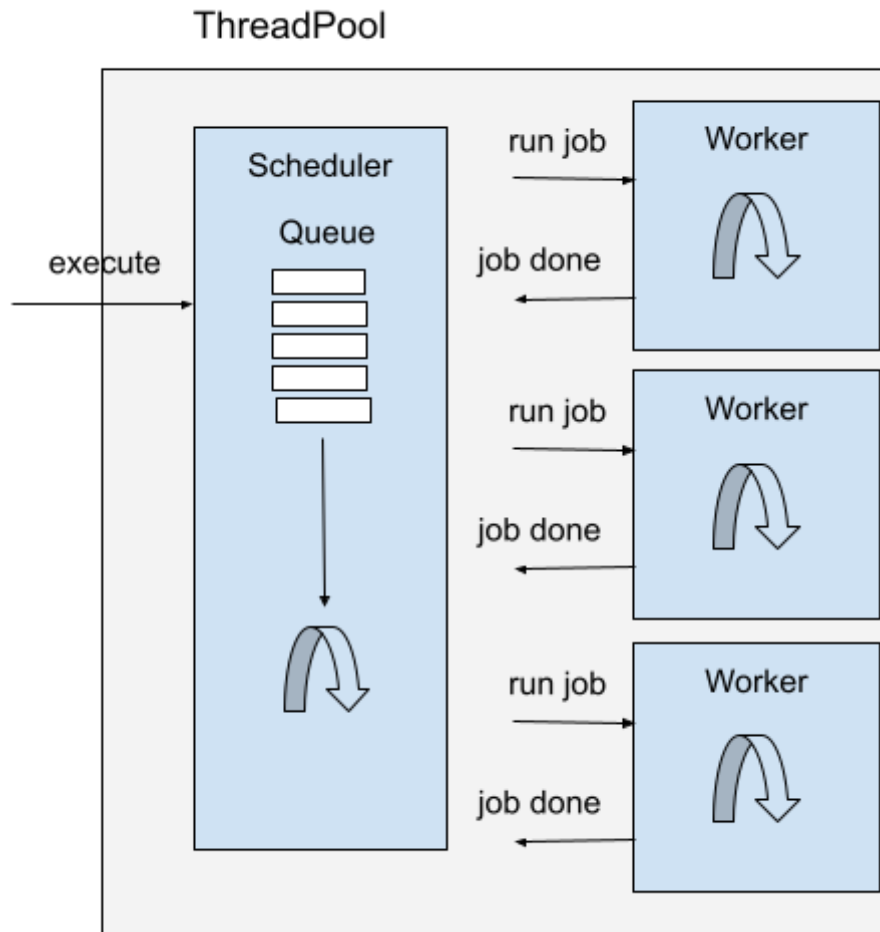 ThreadPool
Scheduler
Queue
execute
run job
Worker
job done
run job
Worker
job done
run job
Worker
job done